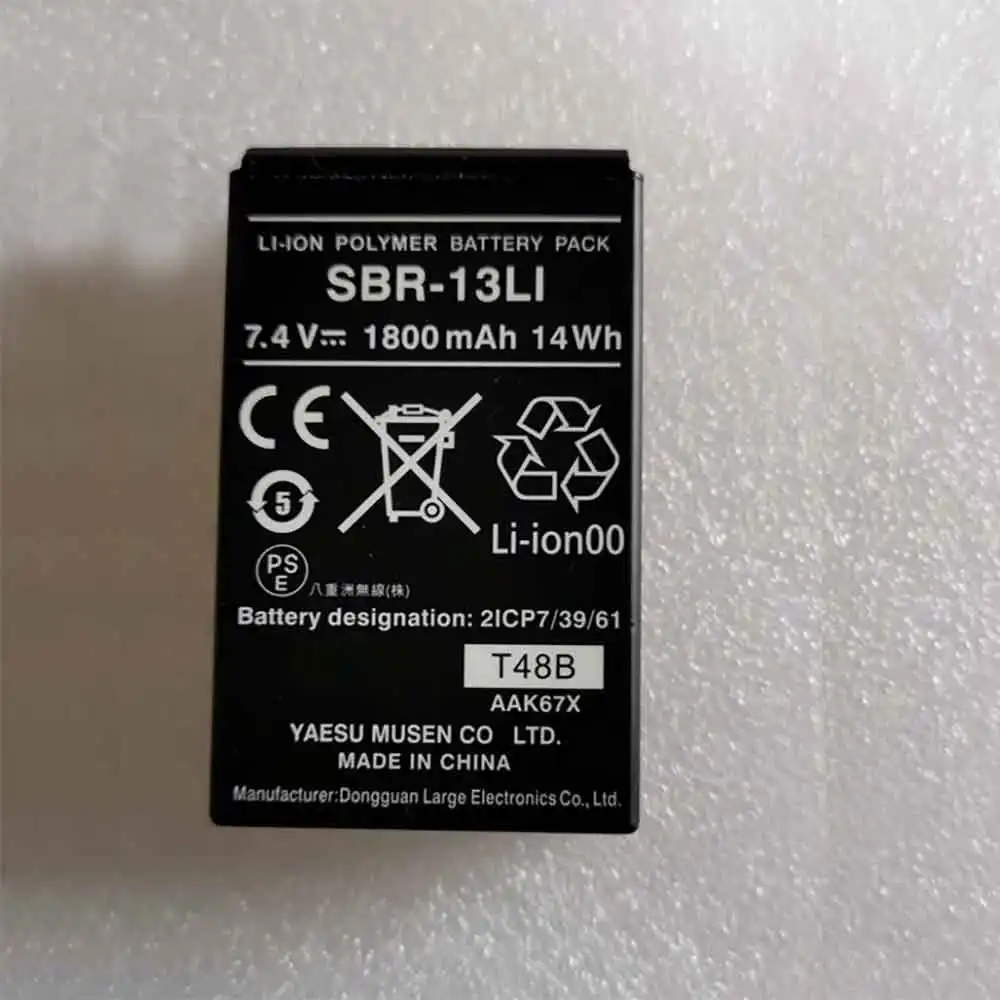 LI-ION POLYMER BATTERY PACK
SBR-13LI
7.4 V⎓ 1800 mAh 14 Wh
CE
5
Li-ion00
PS
E
八重洲無線(株)
Battery designation: 2ICP7/39/61
T48B
AAK67X
YAESU MUSEN CO LTD.
MADE IN CHINA
Manufacturer:Dongguan Large Electronics Co., Ltd.